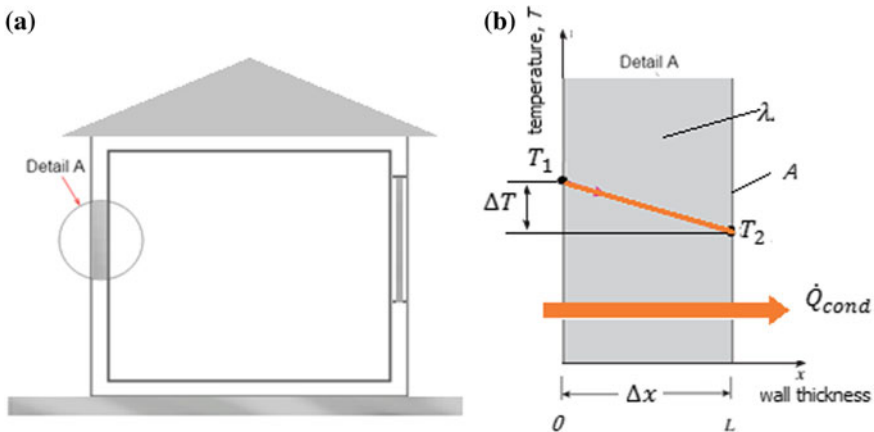 (a)
Detail A
(b)
temperature, T
Detail A
λ
T₁
A
ΔT
T₂
Q̇cond
x
Δx
wall thickness
0
L